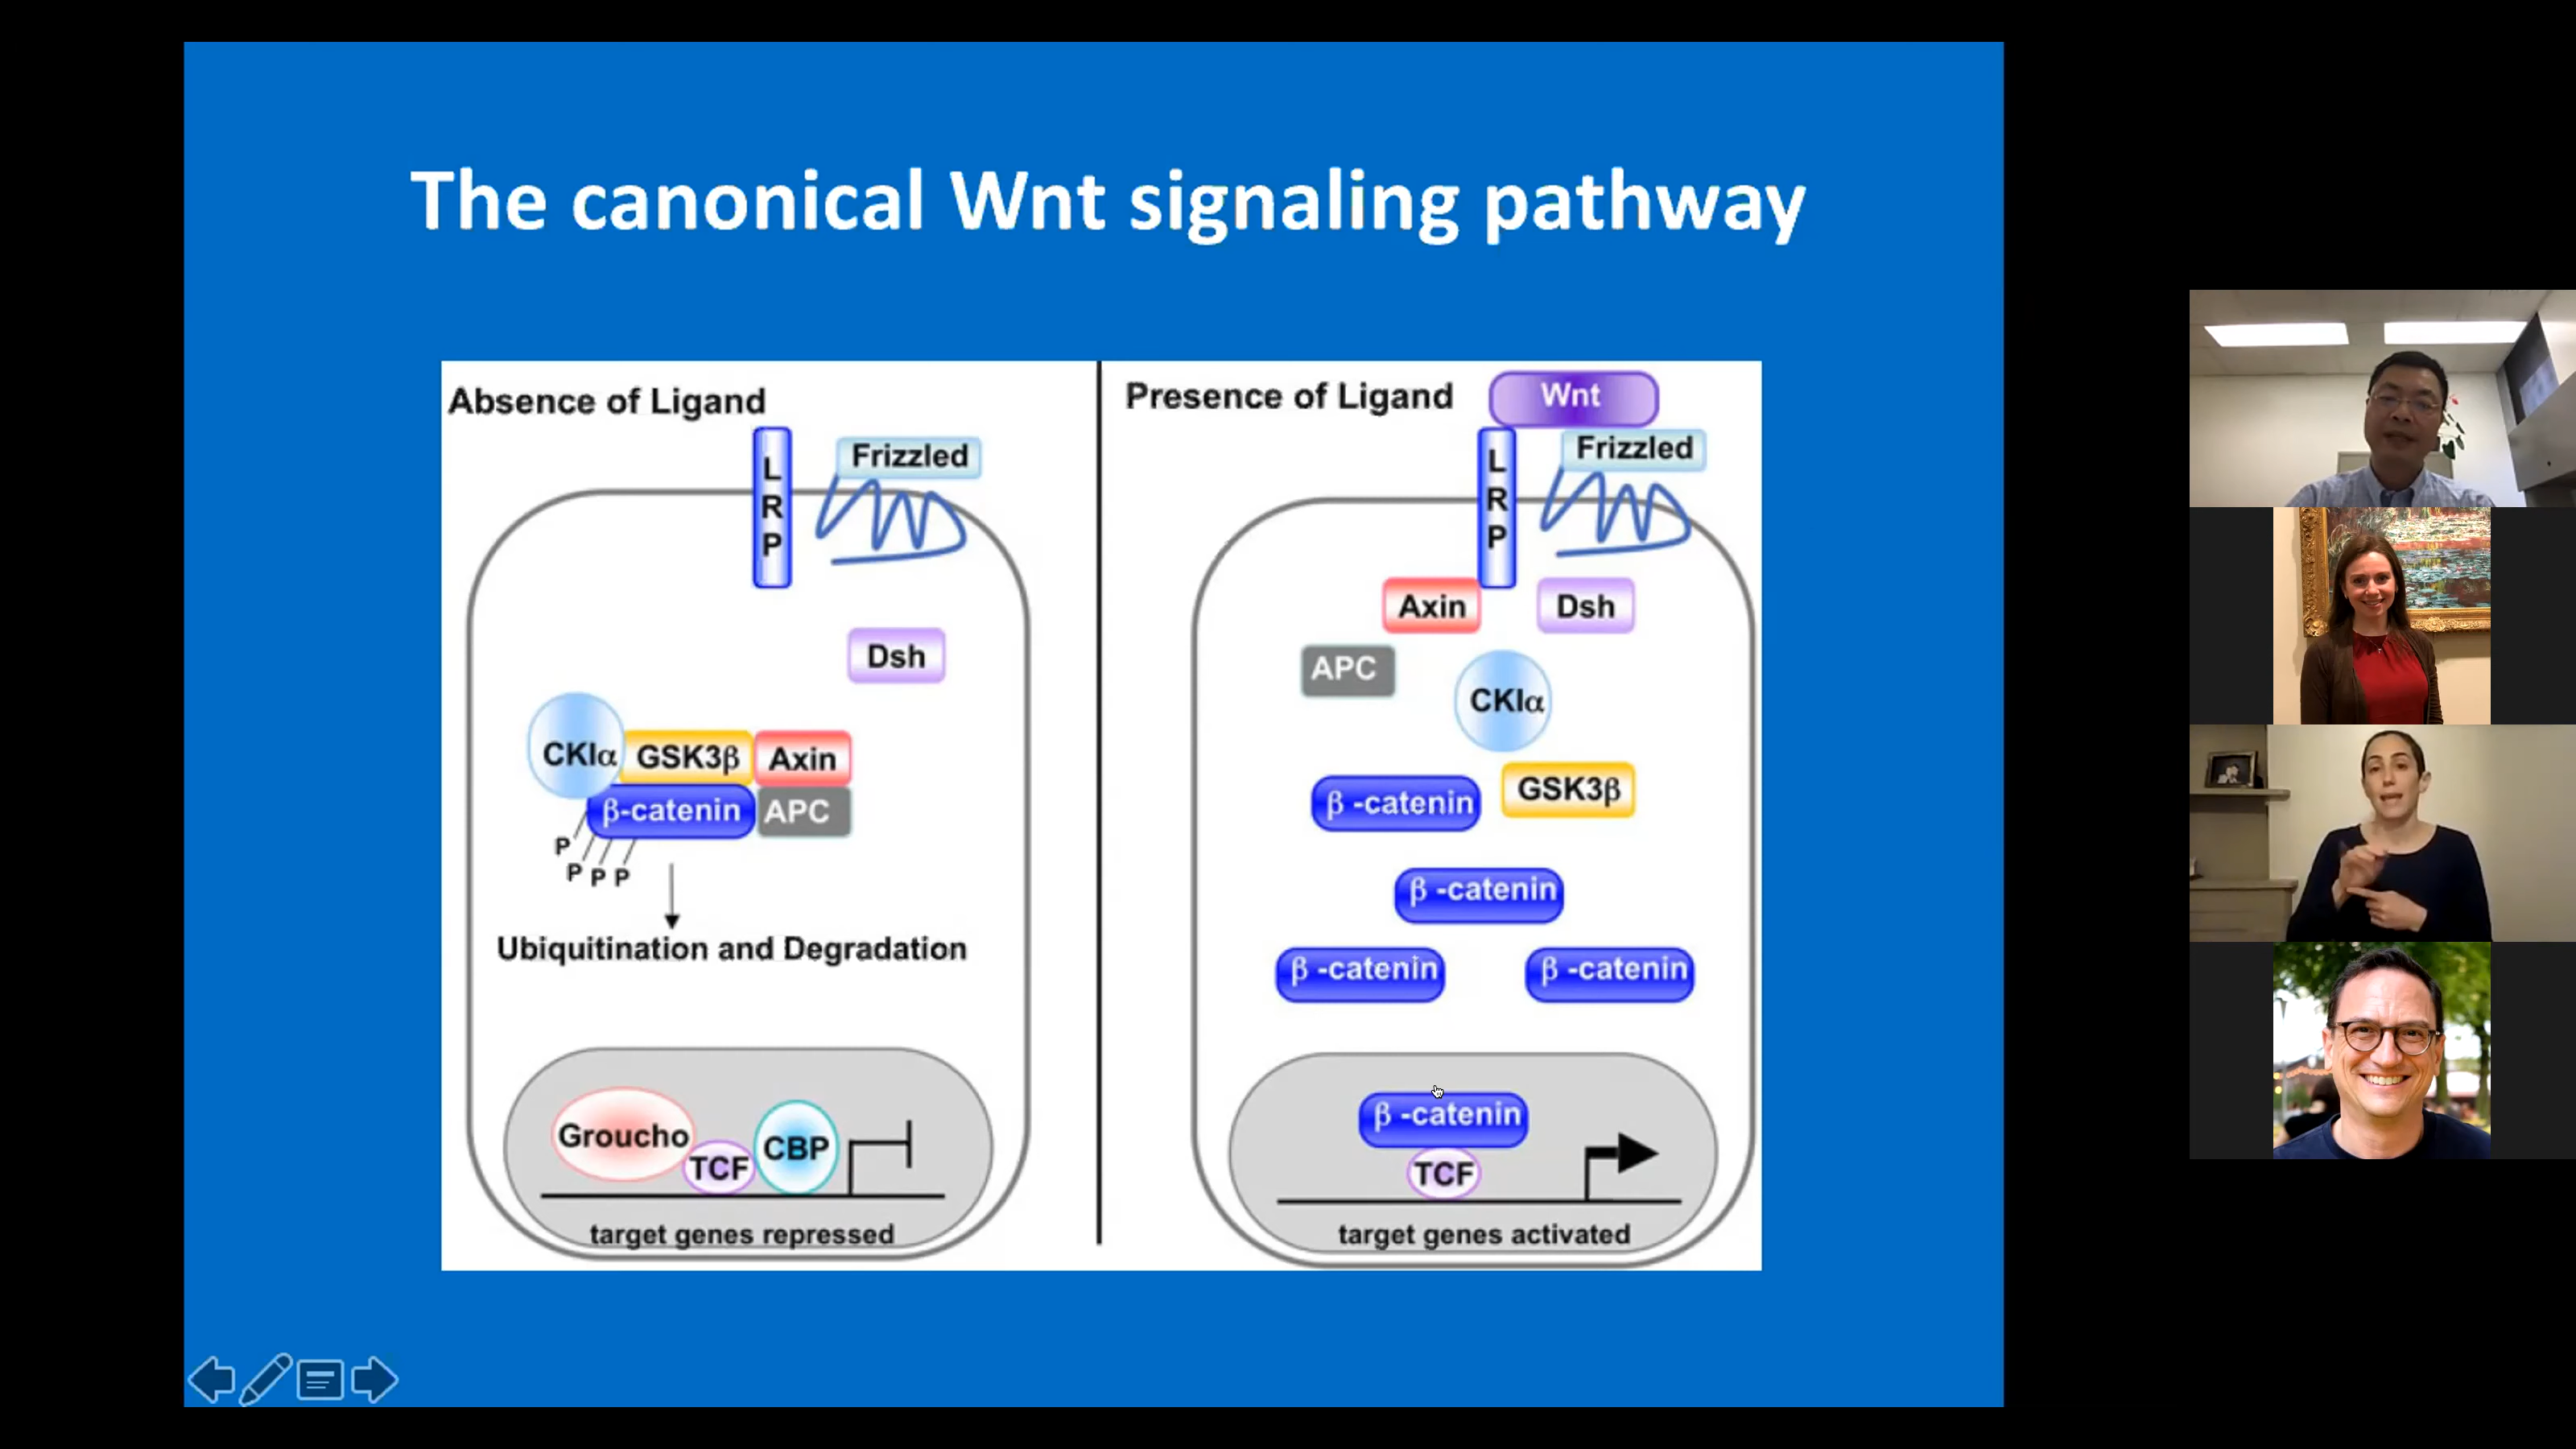 The canonical Wnt signaling pathway
Absence of Ligand
L
R
P
Frizzled
Dsh
CKIα
GSK3β
Axin
β-catenin
APC
P
P P P
Ubiquitination and Degradation
Groucho
TCF
CBP
target genes repressed
Presence of Ligand
Wnt
L
R
P
Frizzled
Axin
Dsh
APC
CKIα
β -catenin
GSK3β
β -catenin
β -catenin
β -catenin
β -catenin
TCF
target genes activated